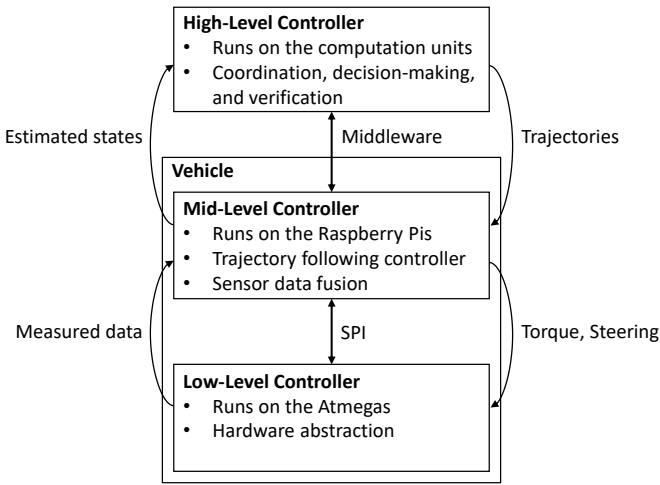 High-Level Controller
• Runs on the computation units
• Coordination, decision-making,
and verification
Estimated states
Middleware
Trajectories
Vehicle
Mid-Level Controller
• Runs on the Raspberry Pis
• Trajectory following controller
• Sensor data fusion
Measured data
SPI
Torque, Steering
Low-Level Controller
• Runs on the Atmegas
• Hardware abstraction